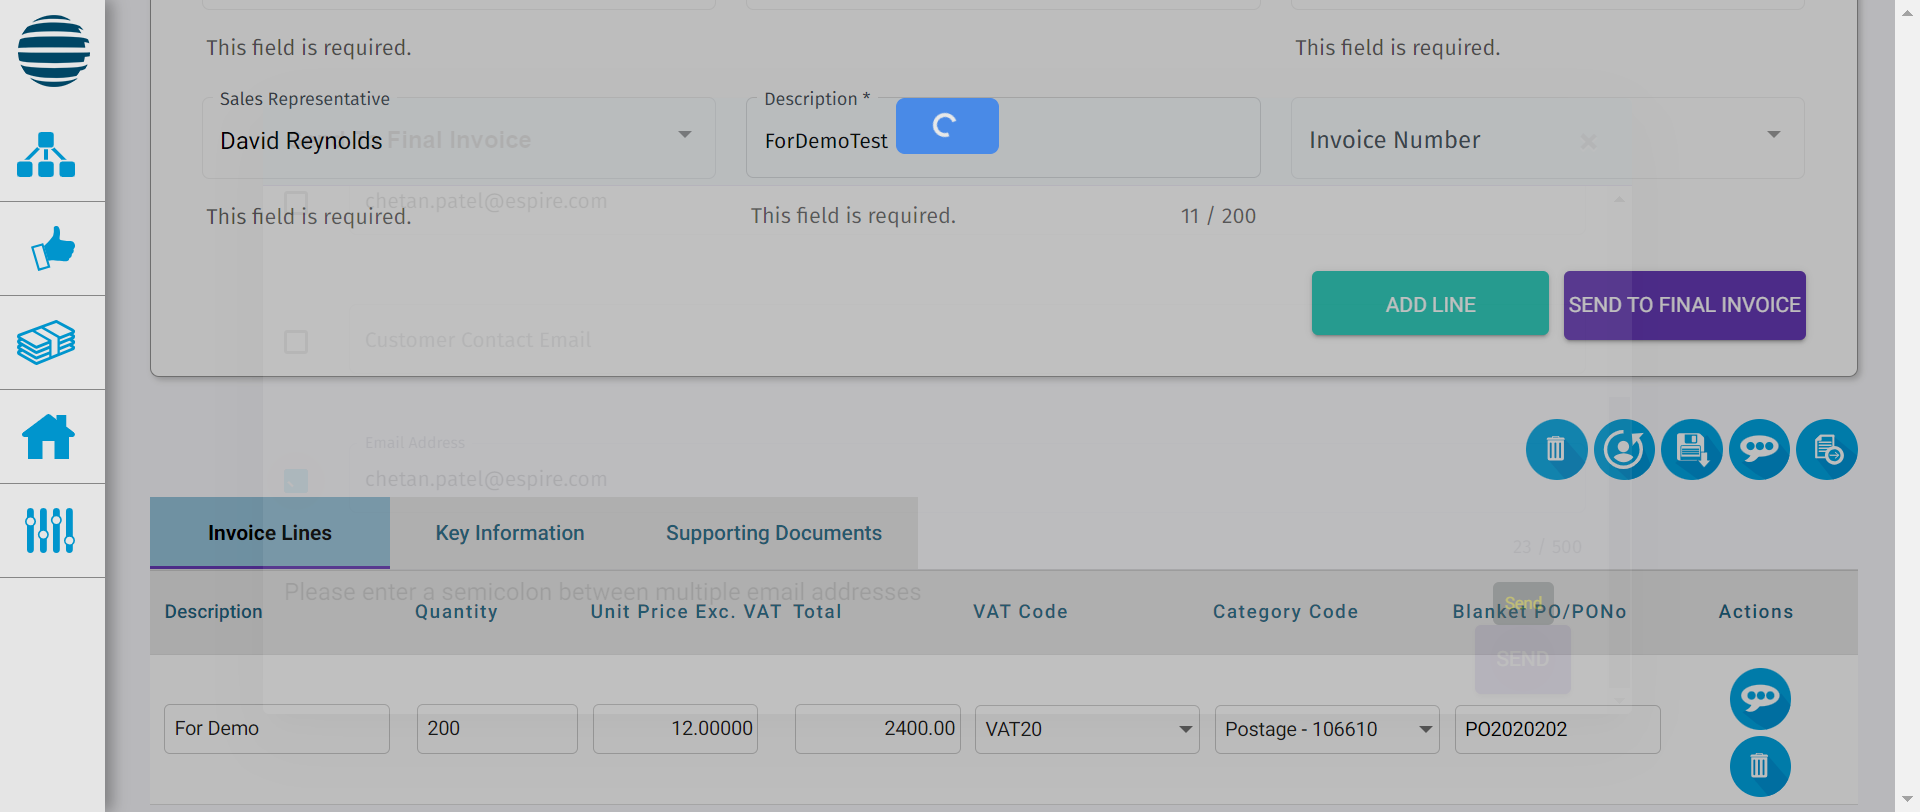 This field is required.
This field is required.
Sales Representative
Description *
David Reynolds
Send To Final Invoice
ForDemoTest
Invoice Number
chetan.patel@espire.com
This field is required.
This field is required.
11 / 200
ADD LINE
SEND TO FINAL INVOICE
Customer Contact Email
Email Address
chetan.patel@espire.com
Invoice Lines
Key Information
Supporting Documents
23 / 500
Please enter a semicolon between multiple email addresses
Send
Description
Quantity
Unit Price Exc. VAT
Total
VAT Code
Category Code
Blanket PO/PONo
Actions
SEND
For Demo
200
12.00000
2400.00
VAT20
Postage - 106610
PO2020202